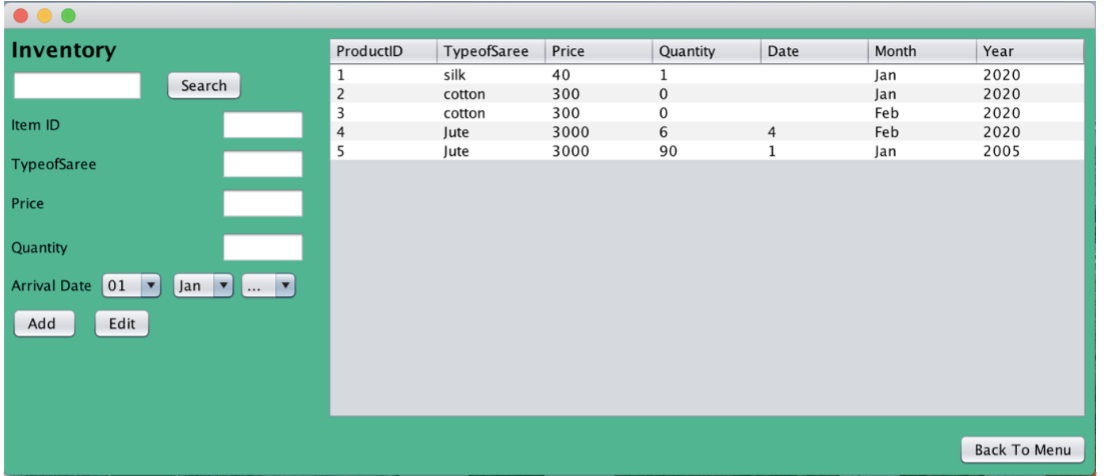 Inventory
Search
Item ID
TypeofSaree
Price
Quantity
Arrival Date 01 Jan ...
Add Edit
ProductID TypeofSaree Price Quantity Date Month Year
1 silk 40 1 Jan 2020
2 cotton 300 0 Jan 2020
3 cotton 300 0 Feb 2020
4 Jute 3000 6 4 Feb 2020
5 Jute 3000 90 1 Jan 2005
Back To Menu